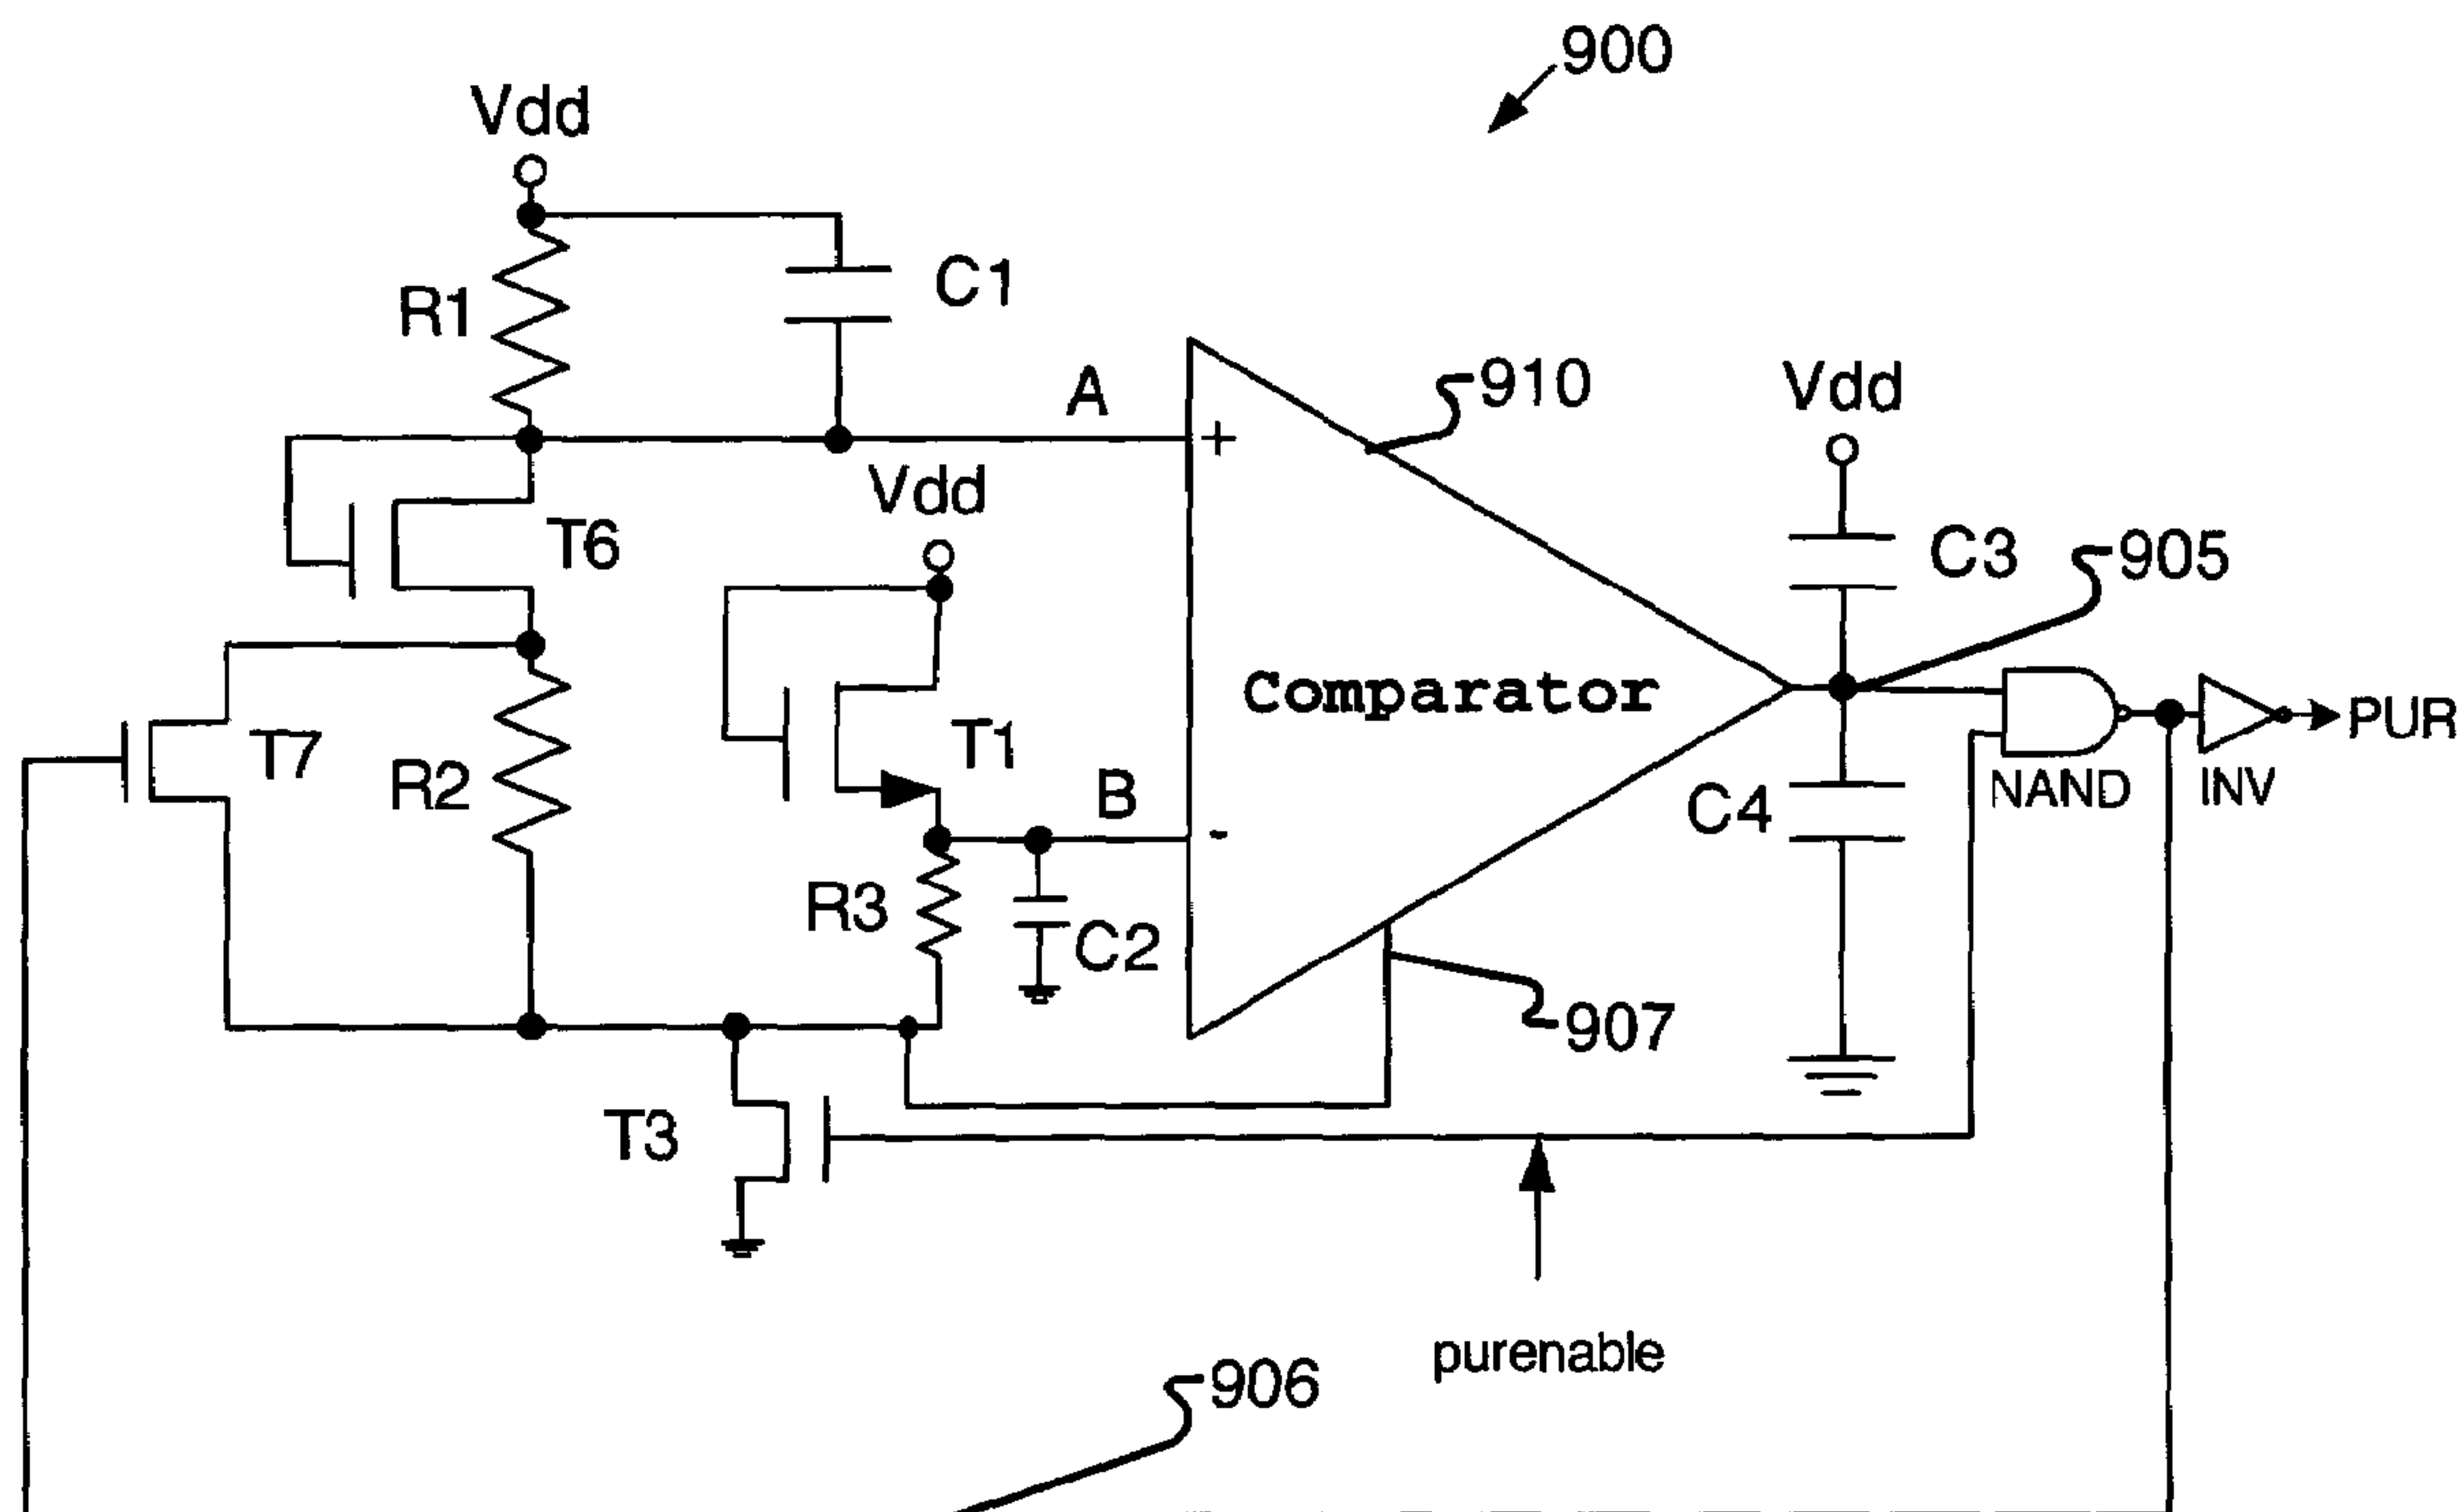 900
Vdd
R1
C1
A
+
910
Vdd
Vdd
T6
C3
905
Comparator
T7
R2
T1
B
-
PUR
NAND
INV
C4
R3
C2
907
T3
purenable
906